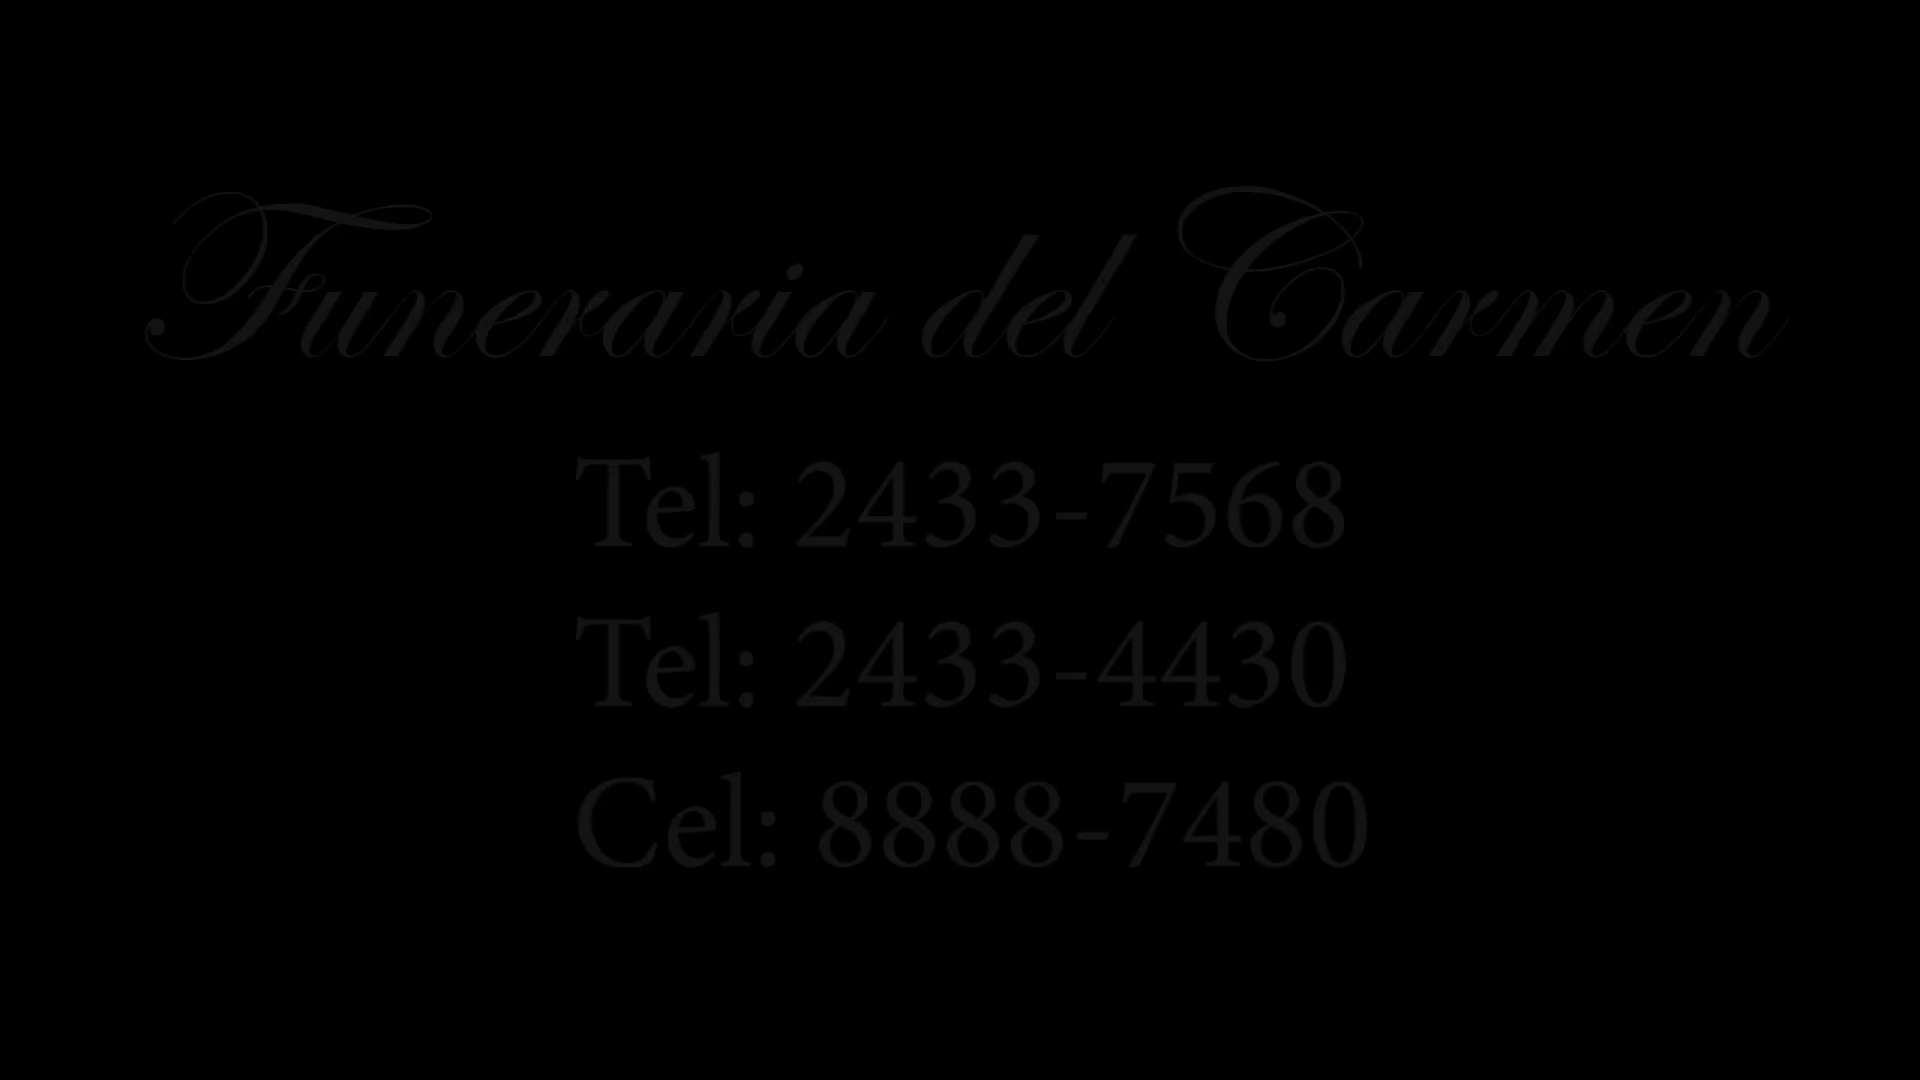 Funeraria del Carmen
Tel: 2433-7568
Tel: 2433-4430
Cel: 8888-7480